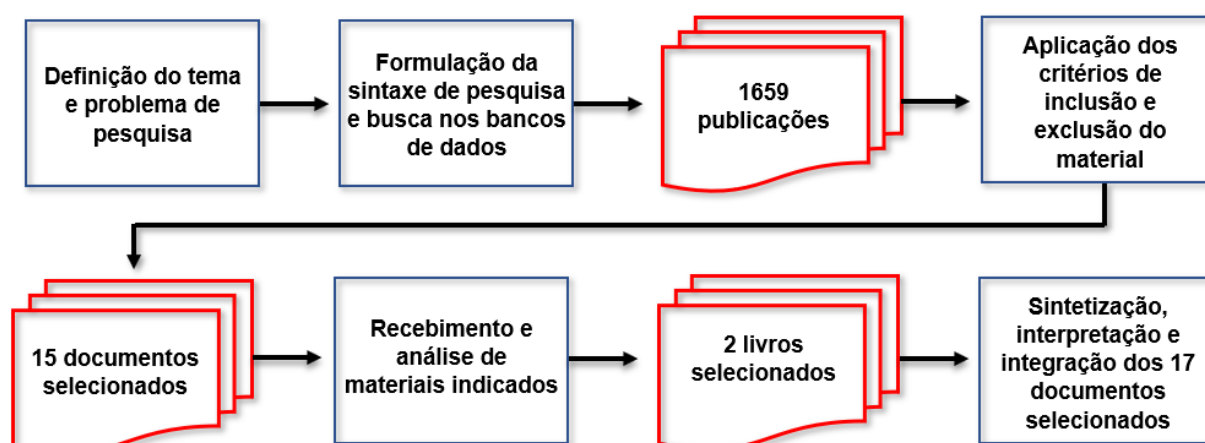 Definição do tema
e problema de
pesquisa
Formulação da
sintaxe de pesquisa
e busca nos bancos
de dados
1659
publicações
Aplicação dos
critérios de
inclusão e
exclusão do
material
15 documentos
selecionados
Recebimento e
análise de
materiais indicados
2 livros
selecionados
Sintetização,
interpretação e
integração dos 17
documentos
selecionados